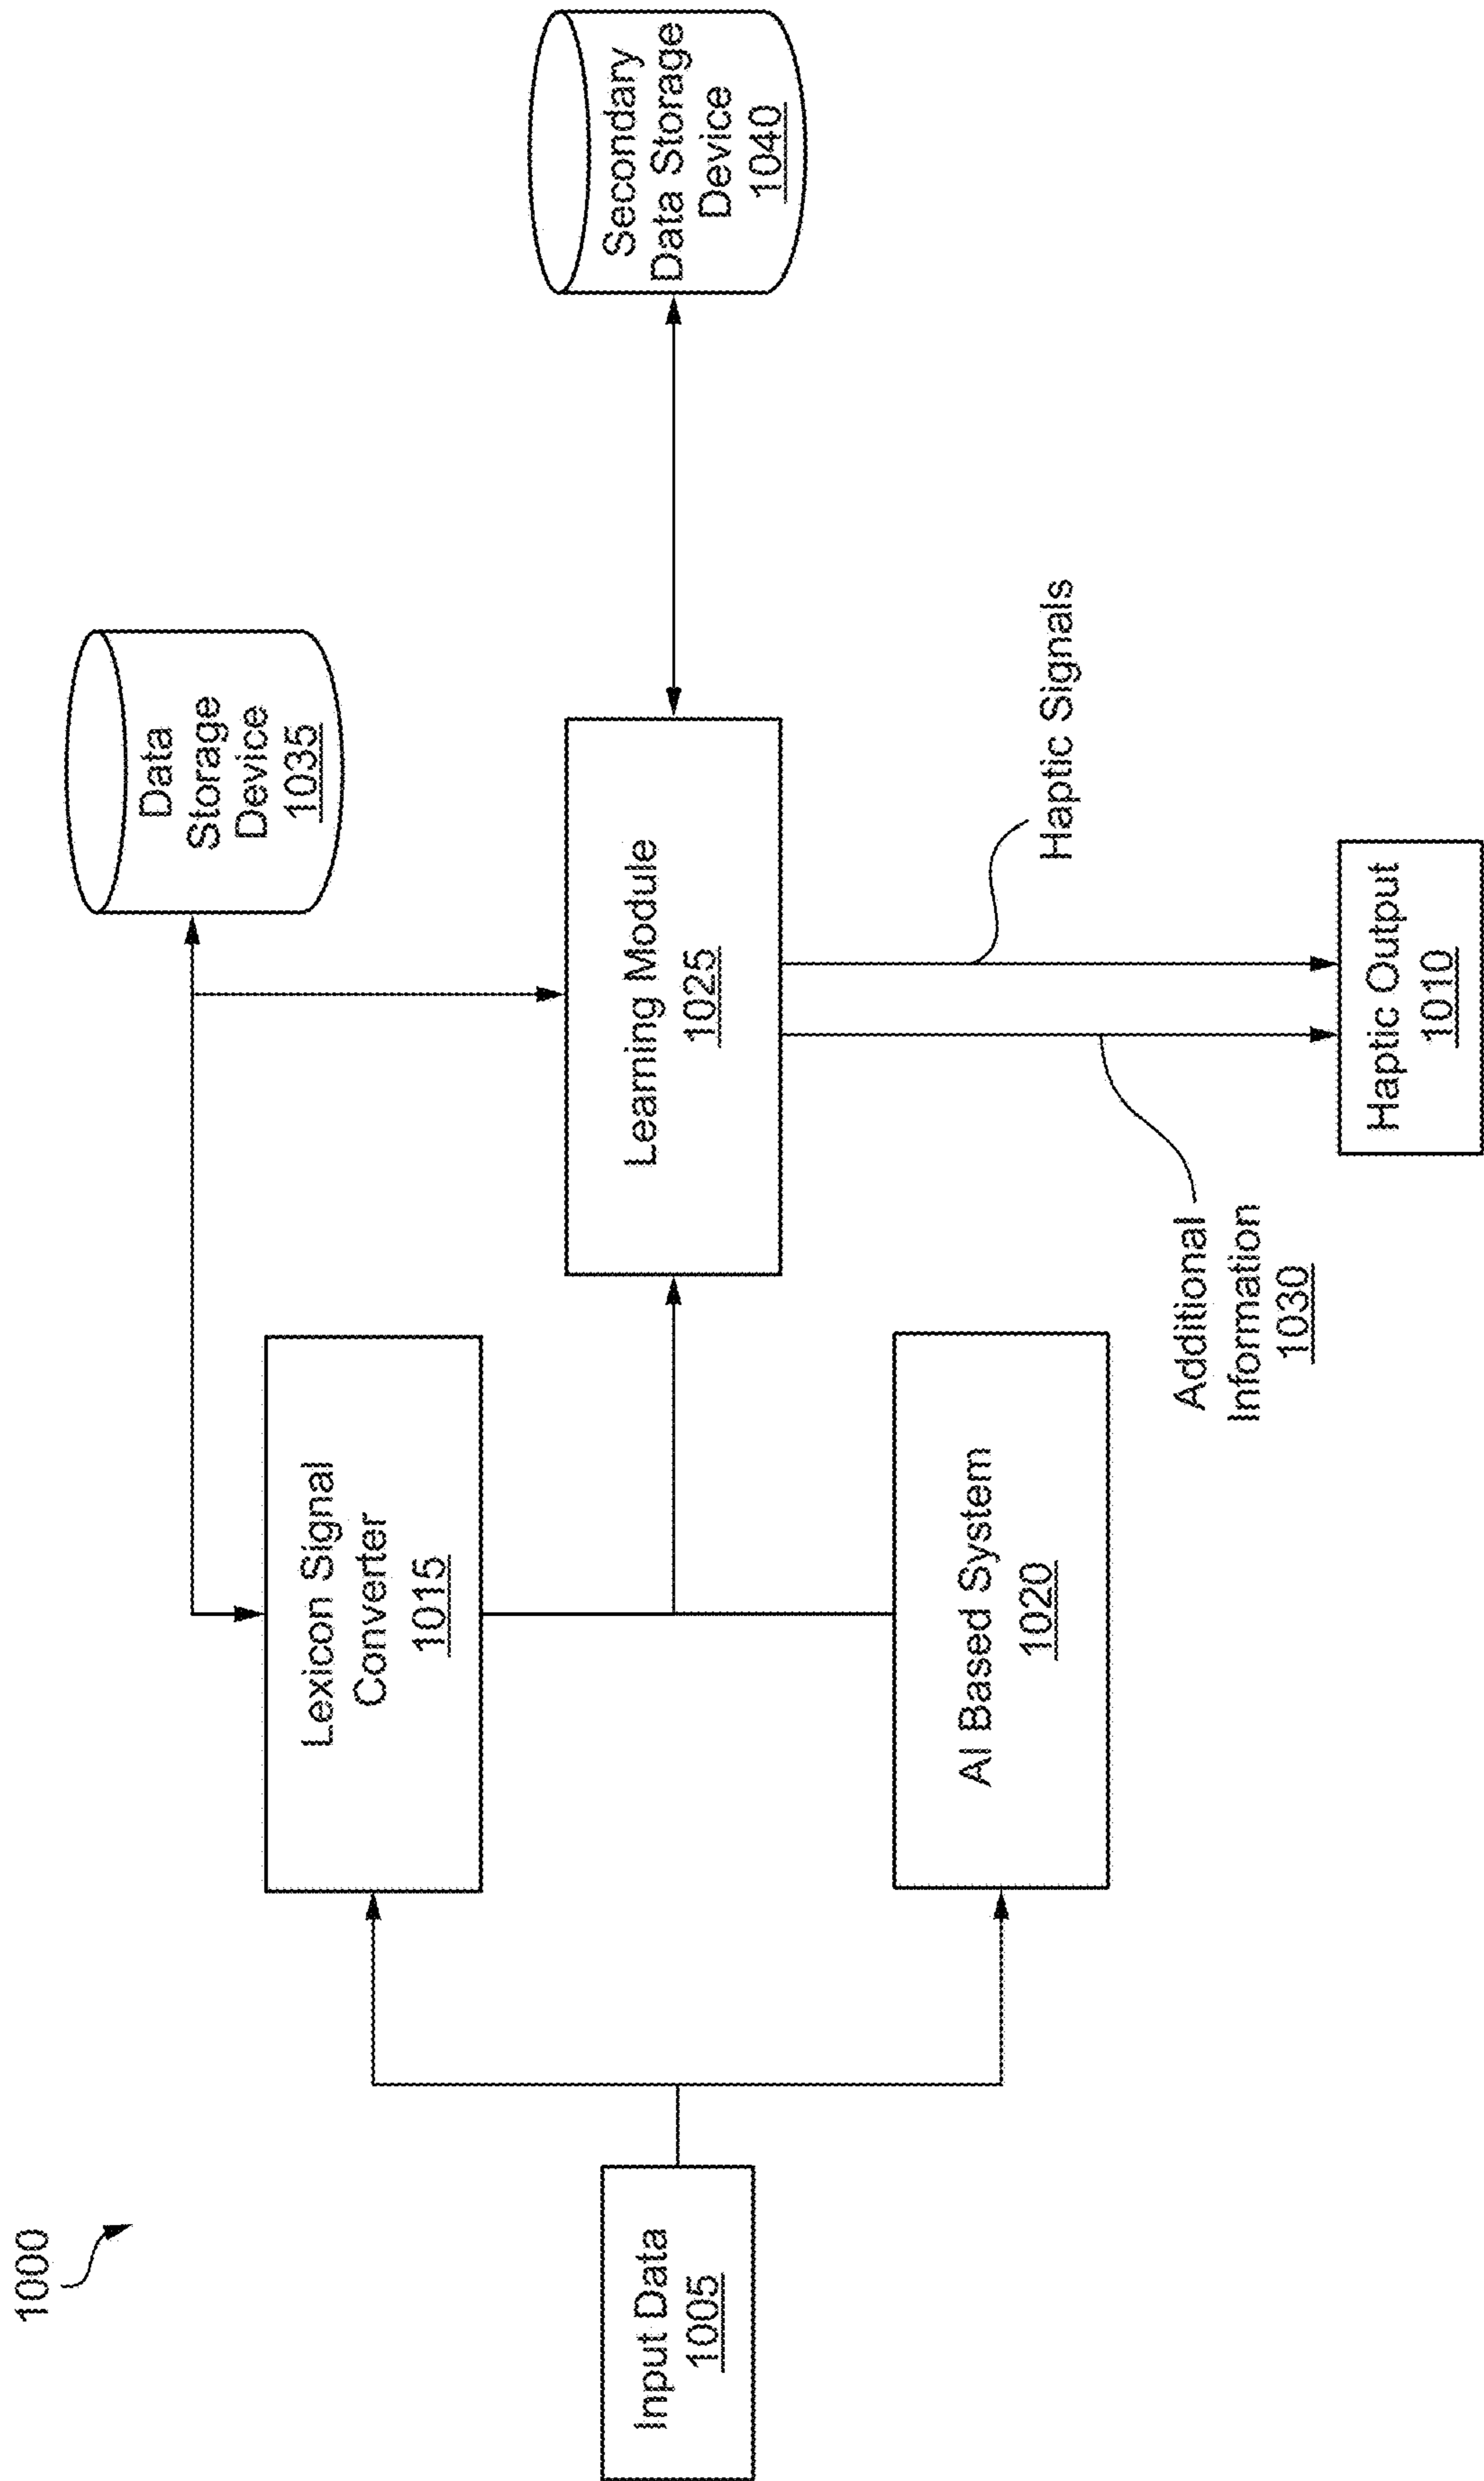 1000
Input Data
1005
Lexicon Signal
Converter
1015
AI Based System
1020
Data
Storage
Device
1035
Learning Module
1025
Secondary
Data Storage
Device
1040
Haptic Signals
Additional
Information
1030
Haptic Output
1010